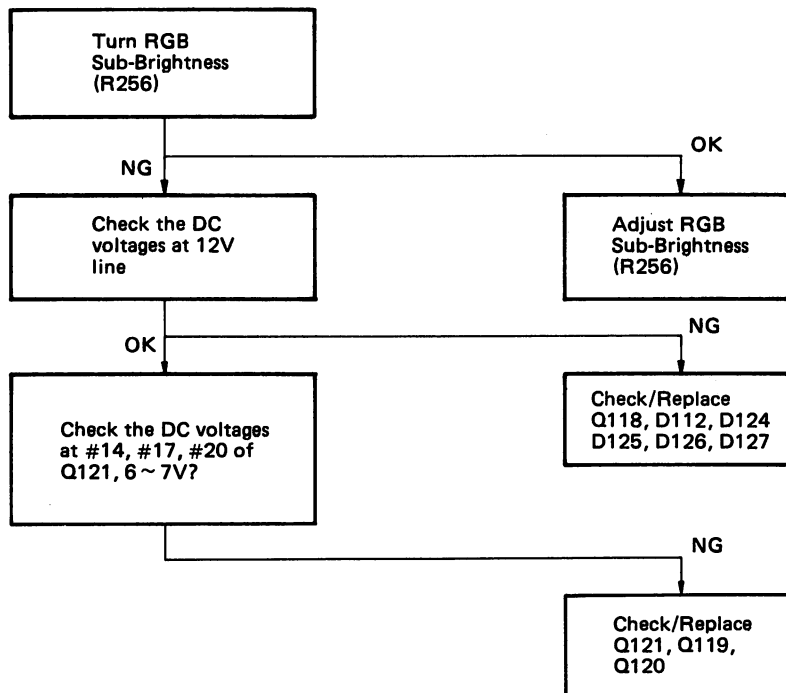 Turn RGB
Sub-Brightness
(R256)
NG
OK
Check the DC
voltages at 12V
line
Adjust RGB
Sub-Brightness
(R256)
OK
NG
Check the DC voltages
at #14, #17, #20 of
Q121, 6 ~ 7V?
Check/Replace
Q118, D112, D124
D125, D126, D127
NG
Check/Replace
Q121, Q119,
Q120